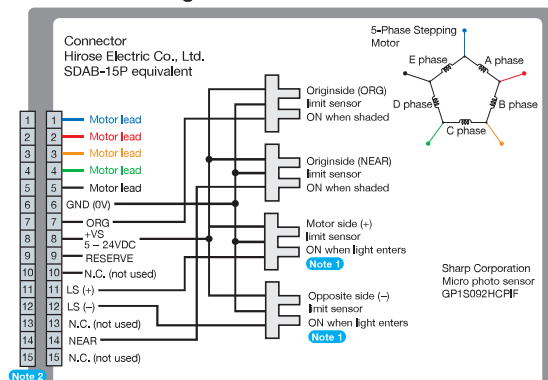 Connector
Hirose Electric Co., Ltd.
SDAB-15P equivalent
5-Phase Stepping
Motor
E phase
A phase
D phase
B phase
C phase
1 1 Motor lead
2 2 Motor lead
3 3 Motor lead
4 4 Motor lead
5 5 Motor lead
6 6 GND (0V)
7 7 ORG
8 8 +VS
5 – 24VDC
9 9 RESERVE
10 10 N.C. (not used)
11 11 LS (+)
12 12 LS (–)
13 13 N.C. (not used)
14 14 NEAR
15 15 N.C. (not used)
Note 2
Originside (ORG)
limit sensor
ON when shaded
Originside (NEAR)
limit sensor
ON when shaded
Motor side (+)
limit sensor
ON when light enters
Note 1
Opposite side (–)
limit sensor
ON when light enters
Note 1
Sharp Corporation
Micro photo sensor
GP1S092HCPIF